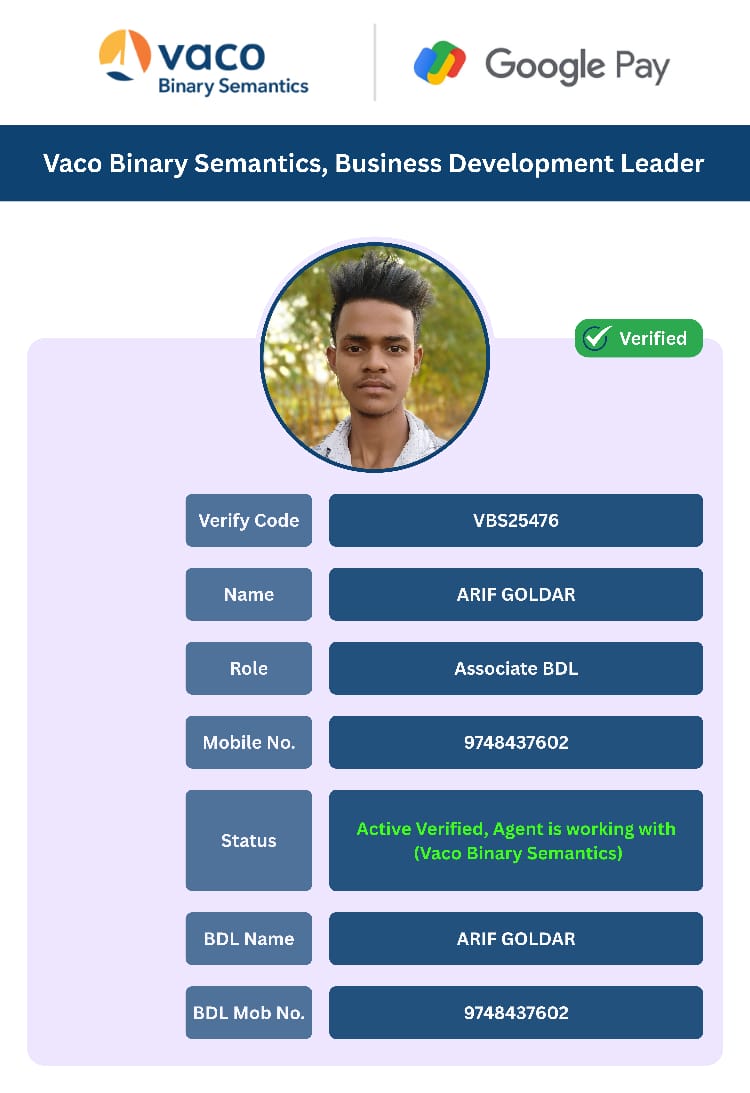 vaco
Binary Semantics
Google Pay
Vaco Binary Semantics, Business Development Leader
Verified
Verify Code VBS25476
Name ARIF GOLDAR
Role Associate BDL
Mobile No. 9748437602
Status Active Verified, Agent is working with
(Vaco Binary Semantics)
BDL Name ARIF GOLDAR
BDL Mob No. 9748437602